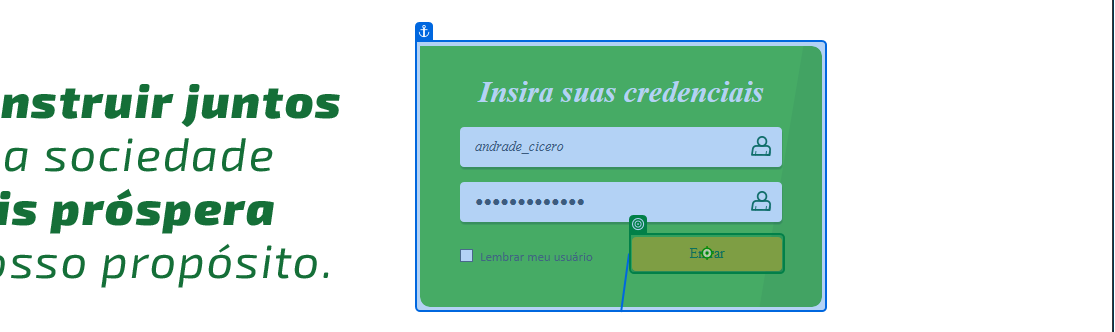 nstruir juntos
a sociedade
is próspera
osso propósito.
Insira suas credenciais
andrade_cicero
•••••••••••••
Lembrar meu usuário
Entrar